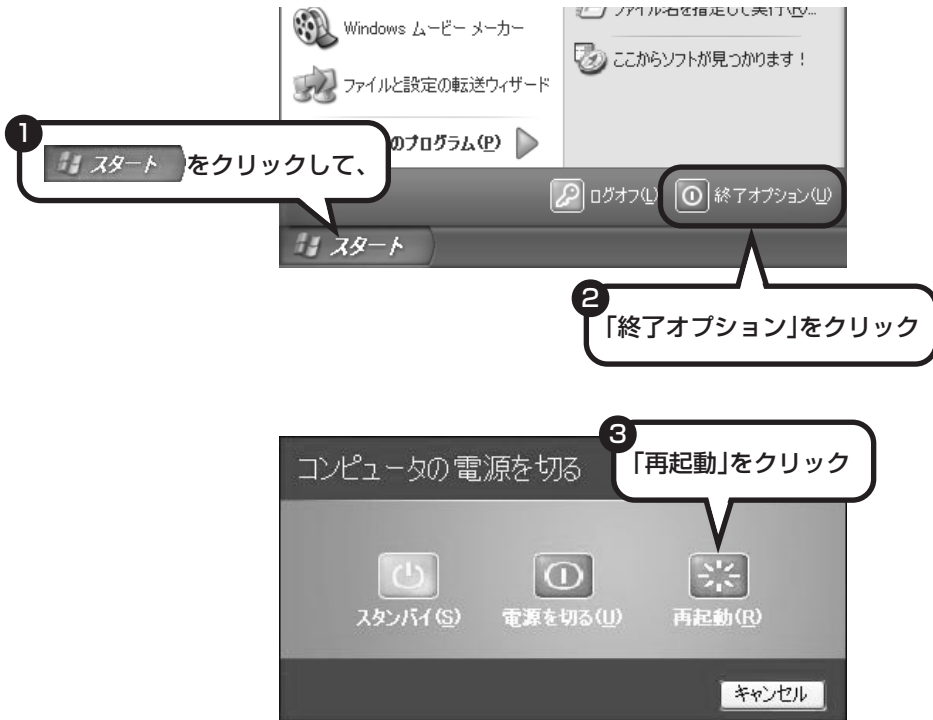 Windows ムービー メーカー
ファイル名を指定して実行(R)...
ファイルと設定の転送ウィザード
ここからソフトが見つかります！
1
スタート をクリックして、
のプログラム(P)
ログオフ(L)
終了オプション(U)
スタート
2
「終了オプション」をクリック
3
「再起動」をクリック
コンピュータの電源を切る
スタンバイ(S)
電源を切る(U)
再起動(R)
キャンセル